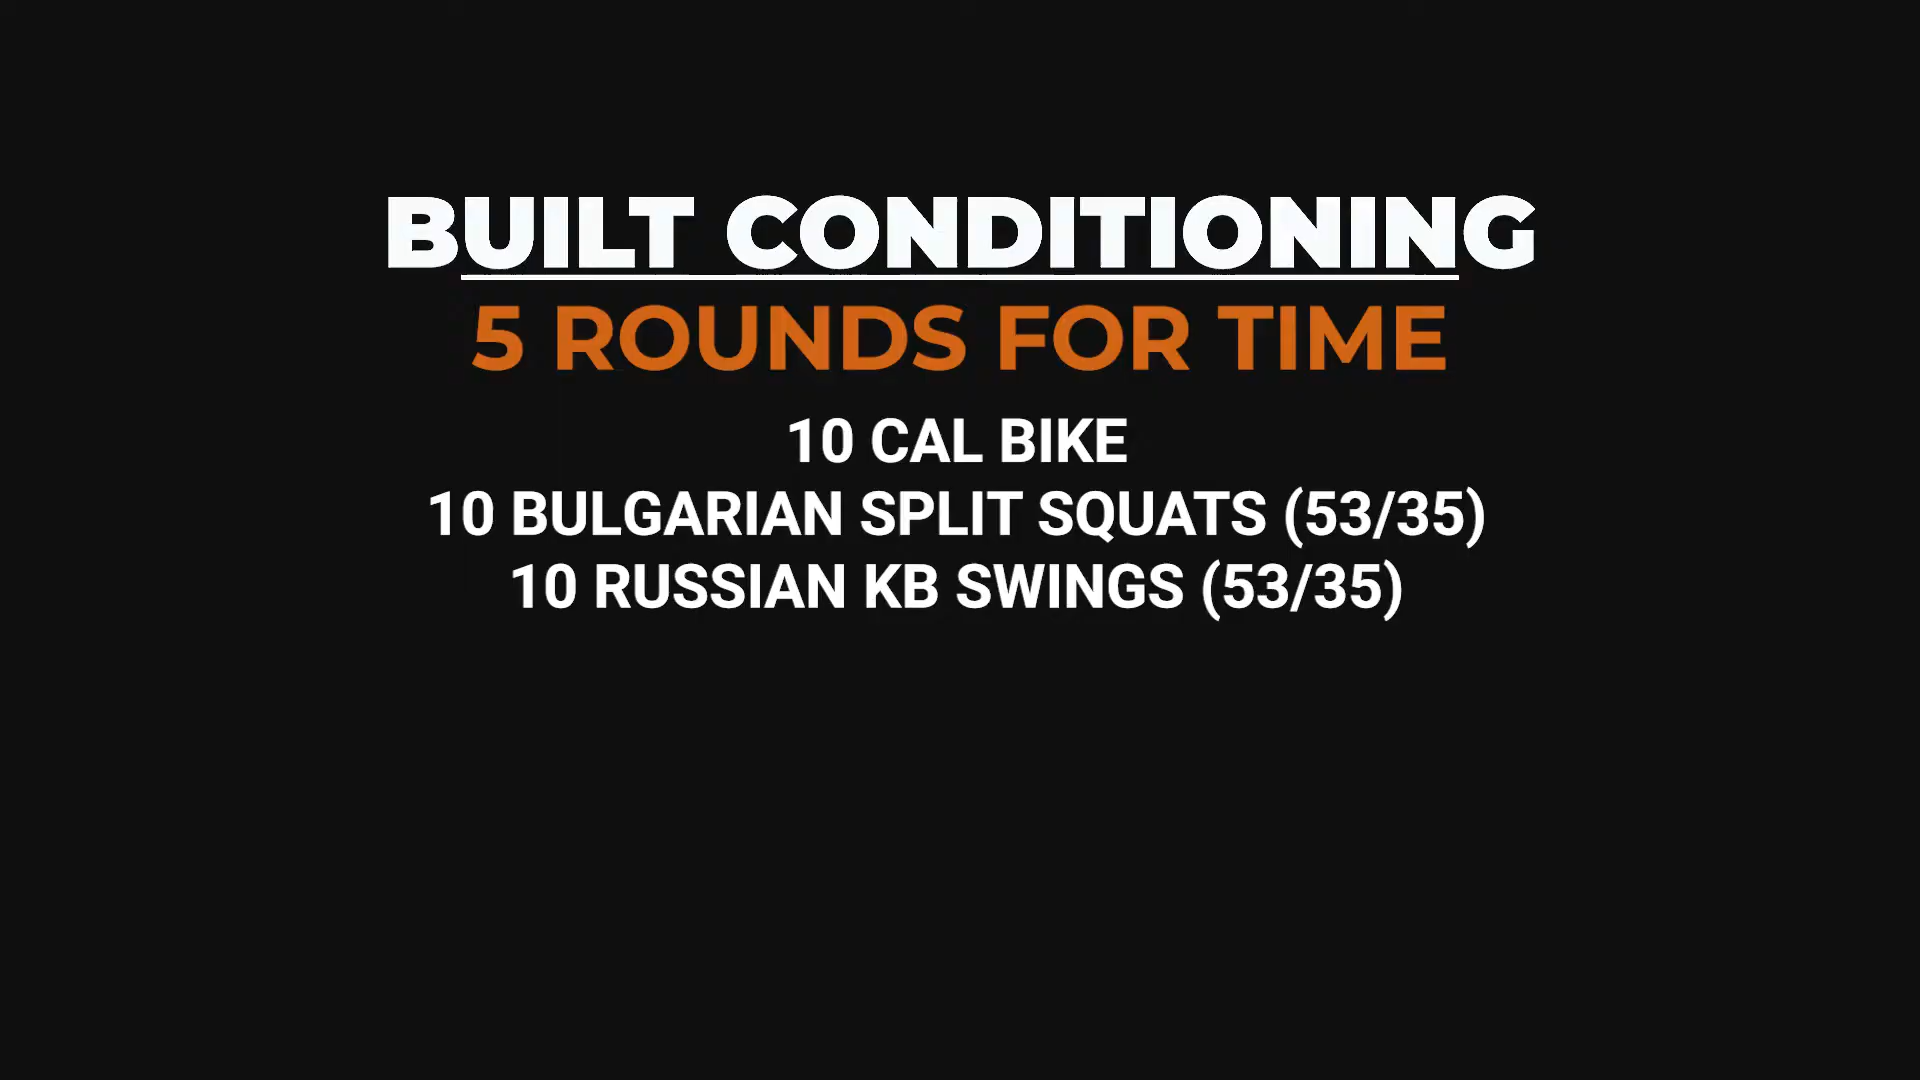 BUILT CONDITIONING
5 ROUNDS FOR TIME
10 CAL BIKE
10 BULGARIAN SPLIT SQUATS (53/35)
10 RUSSIAN KB SWINGS (53/35)